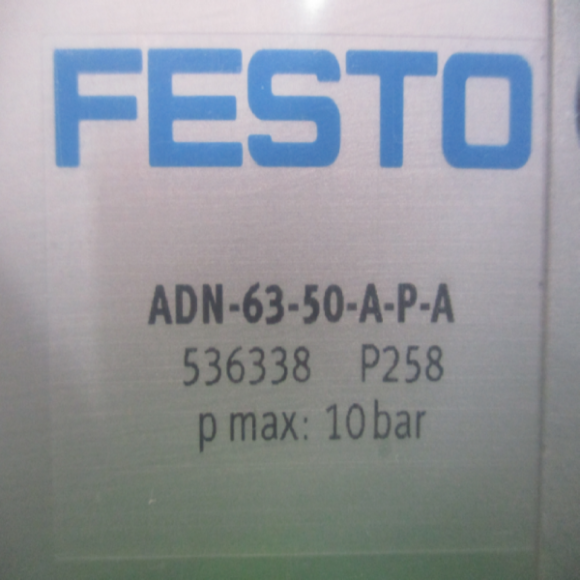 FESTO
ADN-63-50-A-P-A
536338 P258
p max: 10 bar